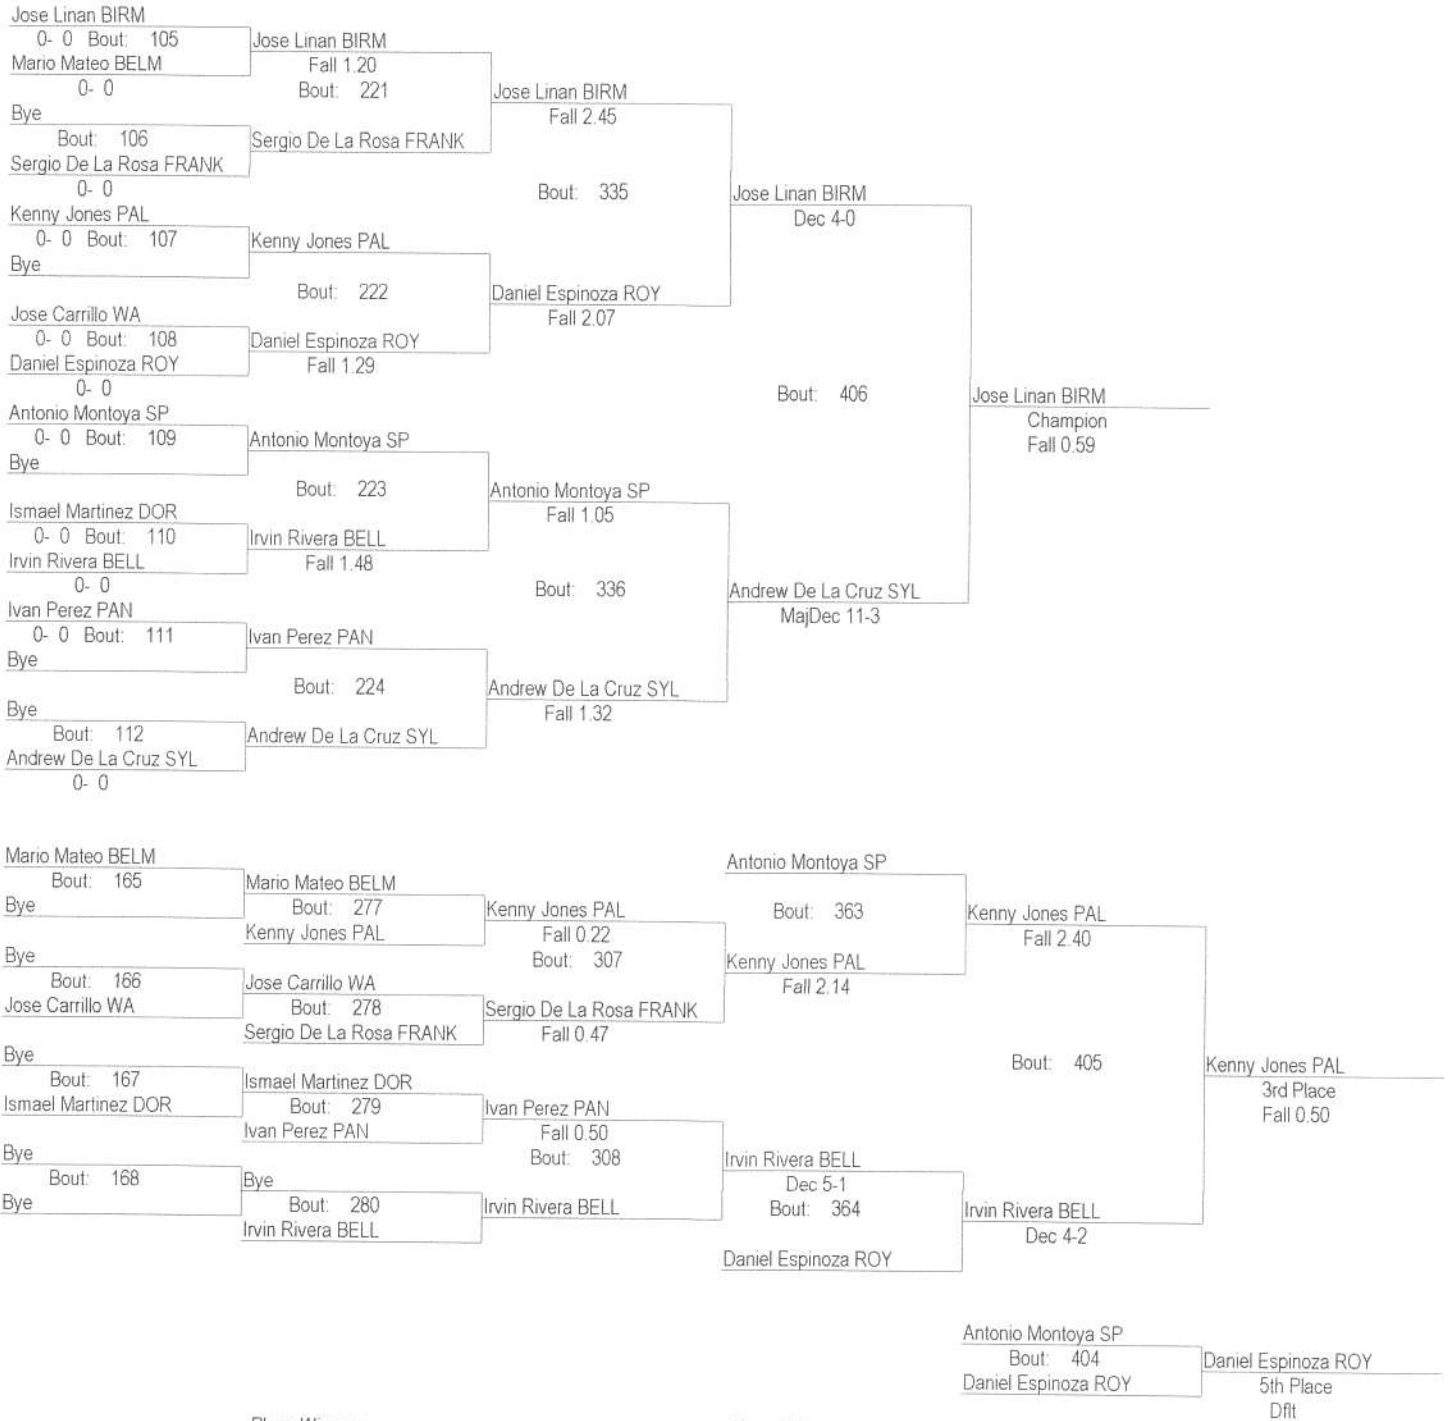 Jose Linan BIRM
0- 0 Bout: 105
Mario Mateo BELM
0- 0
Bye
Bout: 106
Sergio De La Rosa FRANK
0- 0
Kenny Jones PAL
0- 0 Bout: 107
Bye
Jose Carrillo WA
0- 0 Bout: 108
Daniel Espinoza ROY
0- 0
Antonio Montoya SP
0- 0 Bout: 109
Bye
Ismael Martinez DOR
0- 0 Bout: 110
Irvin Rivera BELL
0- 0
Ivan Perez PAN
0- 0 Bout: 111
Bye
Bye
Bout: 112
Andrew De La Cruz SYL
0- 0
Jose Linan BIRM
Fall 1.20
Bout: 221
Sergio De La Rosa FRANK
Kenny Jones PAL
Bout: 222
Daniel Espinoza ROY
Fall 1.29
Antonio Montoya SP
Bout: 223
Irvin Rivera BELL
Fall 1.48
Ivan Perez PAN
Bout: 224
Andrew De La Cruz SYL
Jose Linan BIRM
Fall 2.45
Bout: 335
Daniel Espinoza ROY
Fall 2.07
Antonio Montoya SP
Fall 1.05
Bout: 336
Andrew De La Cruz SYL
Fall 1.32
Jose Linan BIRM
Dec 4-0
Bout: 406
Andrew De La Cruz SYL
MajDec 11-3
Jose Linan BIRM
Champion
Fall 0.59
Mario Mateo BELM
Bout: 165
Bye
Bye
Bout: 166
Jose Carrillo WA
Bye
Bout: 167
Ismael Martinez DOR
Bye
Bout: 168
Bye
Mario Mateo BELM
Bout: 277
Kenny Jones PAL
Jose Carrillo WA
Bout: 278
Sergio De La Rosa FRANK
Ismael Martinez DOR
Bout: 279
Ivan Perez PAN
Bye
Bout: 280
Irvin Rivera BELL
Kenny Jones PAL
Fall 0.22
Bout: 307
Sergio De La Rosa FRANK
Fall 0.47
Ivan Perez PAN
Fall 0.50
Bout: 308
Irvin Rivera BELL
Antonio Montoya SP
Bout: 363
Kenny Jones PAL
Fall 2.14
Irvin Rivera BELL
Dec 5-1
Bout: 364
Daniel Espinoza ROY
Kenny Jones PAL
Fall 2.40
Bout: 405
Irvin Rivera BELL
Dec 4-2
Kenny Jones PAL
3rd Place
Fall 0.50
Antonio Montoya SP
Bout: 404
Daniel Espinoza ROY
Daniel Espinoza ROY
5th Place
Dflt